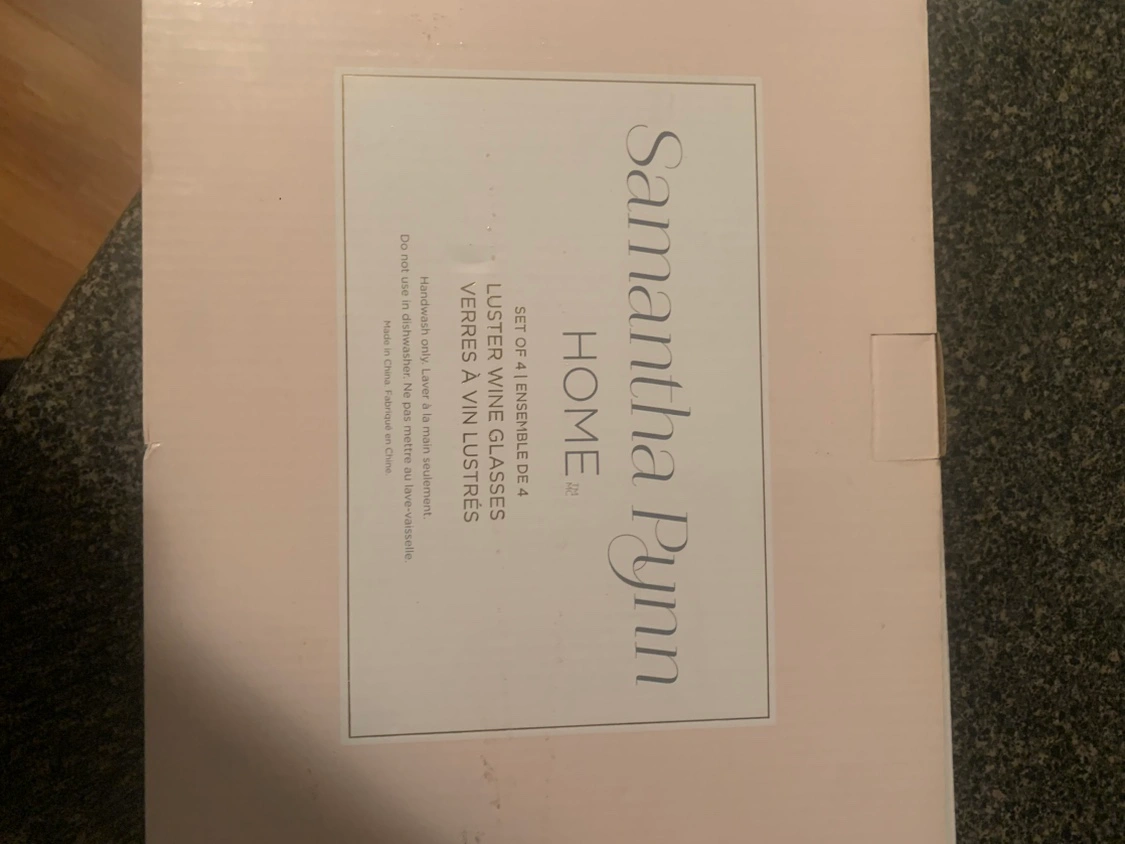 Samantha Pynn
HOME TM MC
SET OF 4 | ENSEMBLE DE 4
LUSTER WINE GLASSES
VERRES À VIN LUSTRÉS
Handwash only. Laver à la main seulement.
Do not use in dishwasher. Ne pas mettre au lave-vaisselle.
Made in China. Fabriqué en Chine.